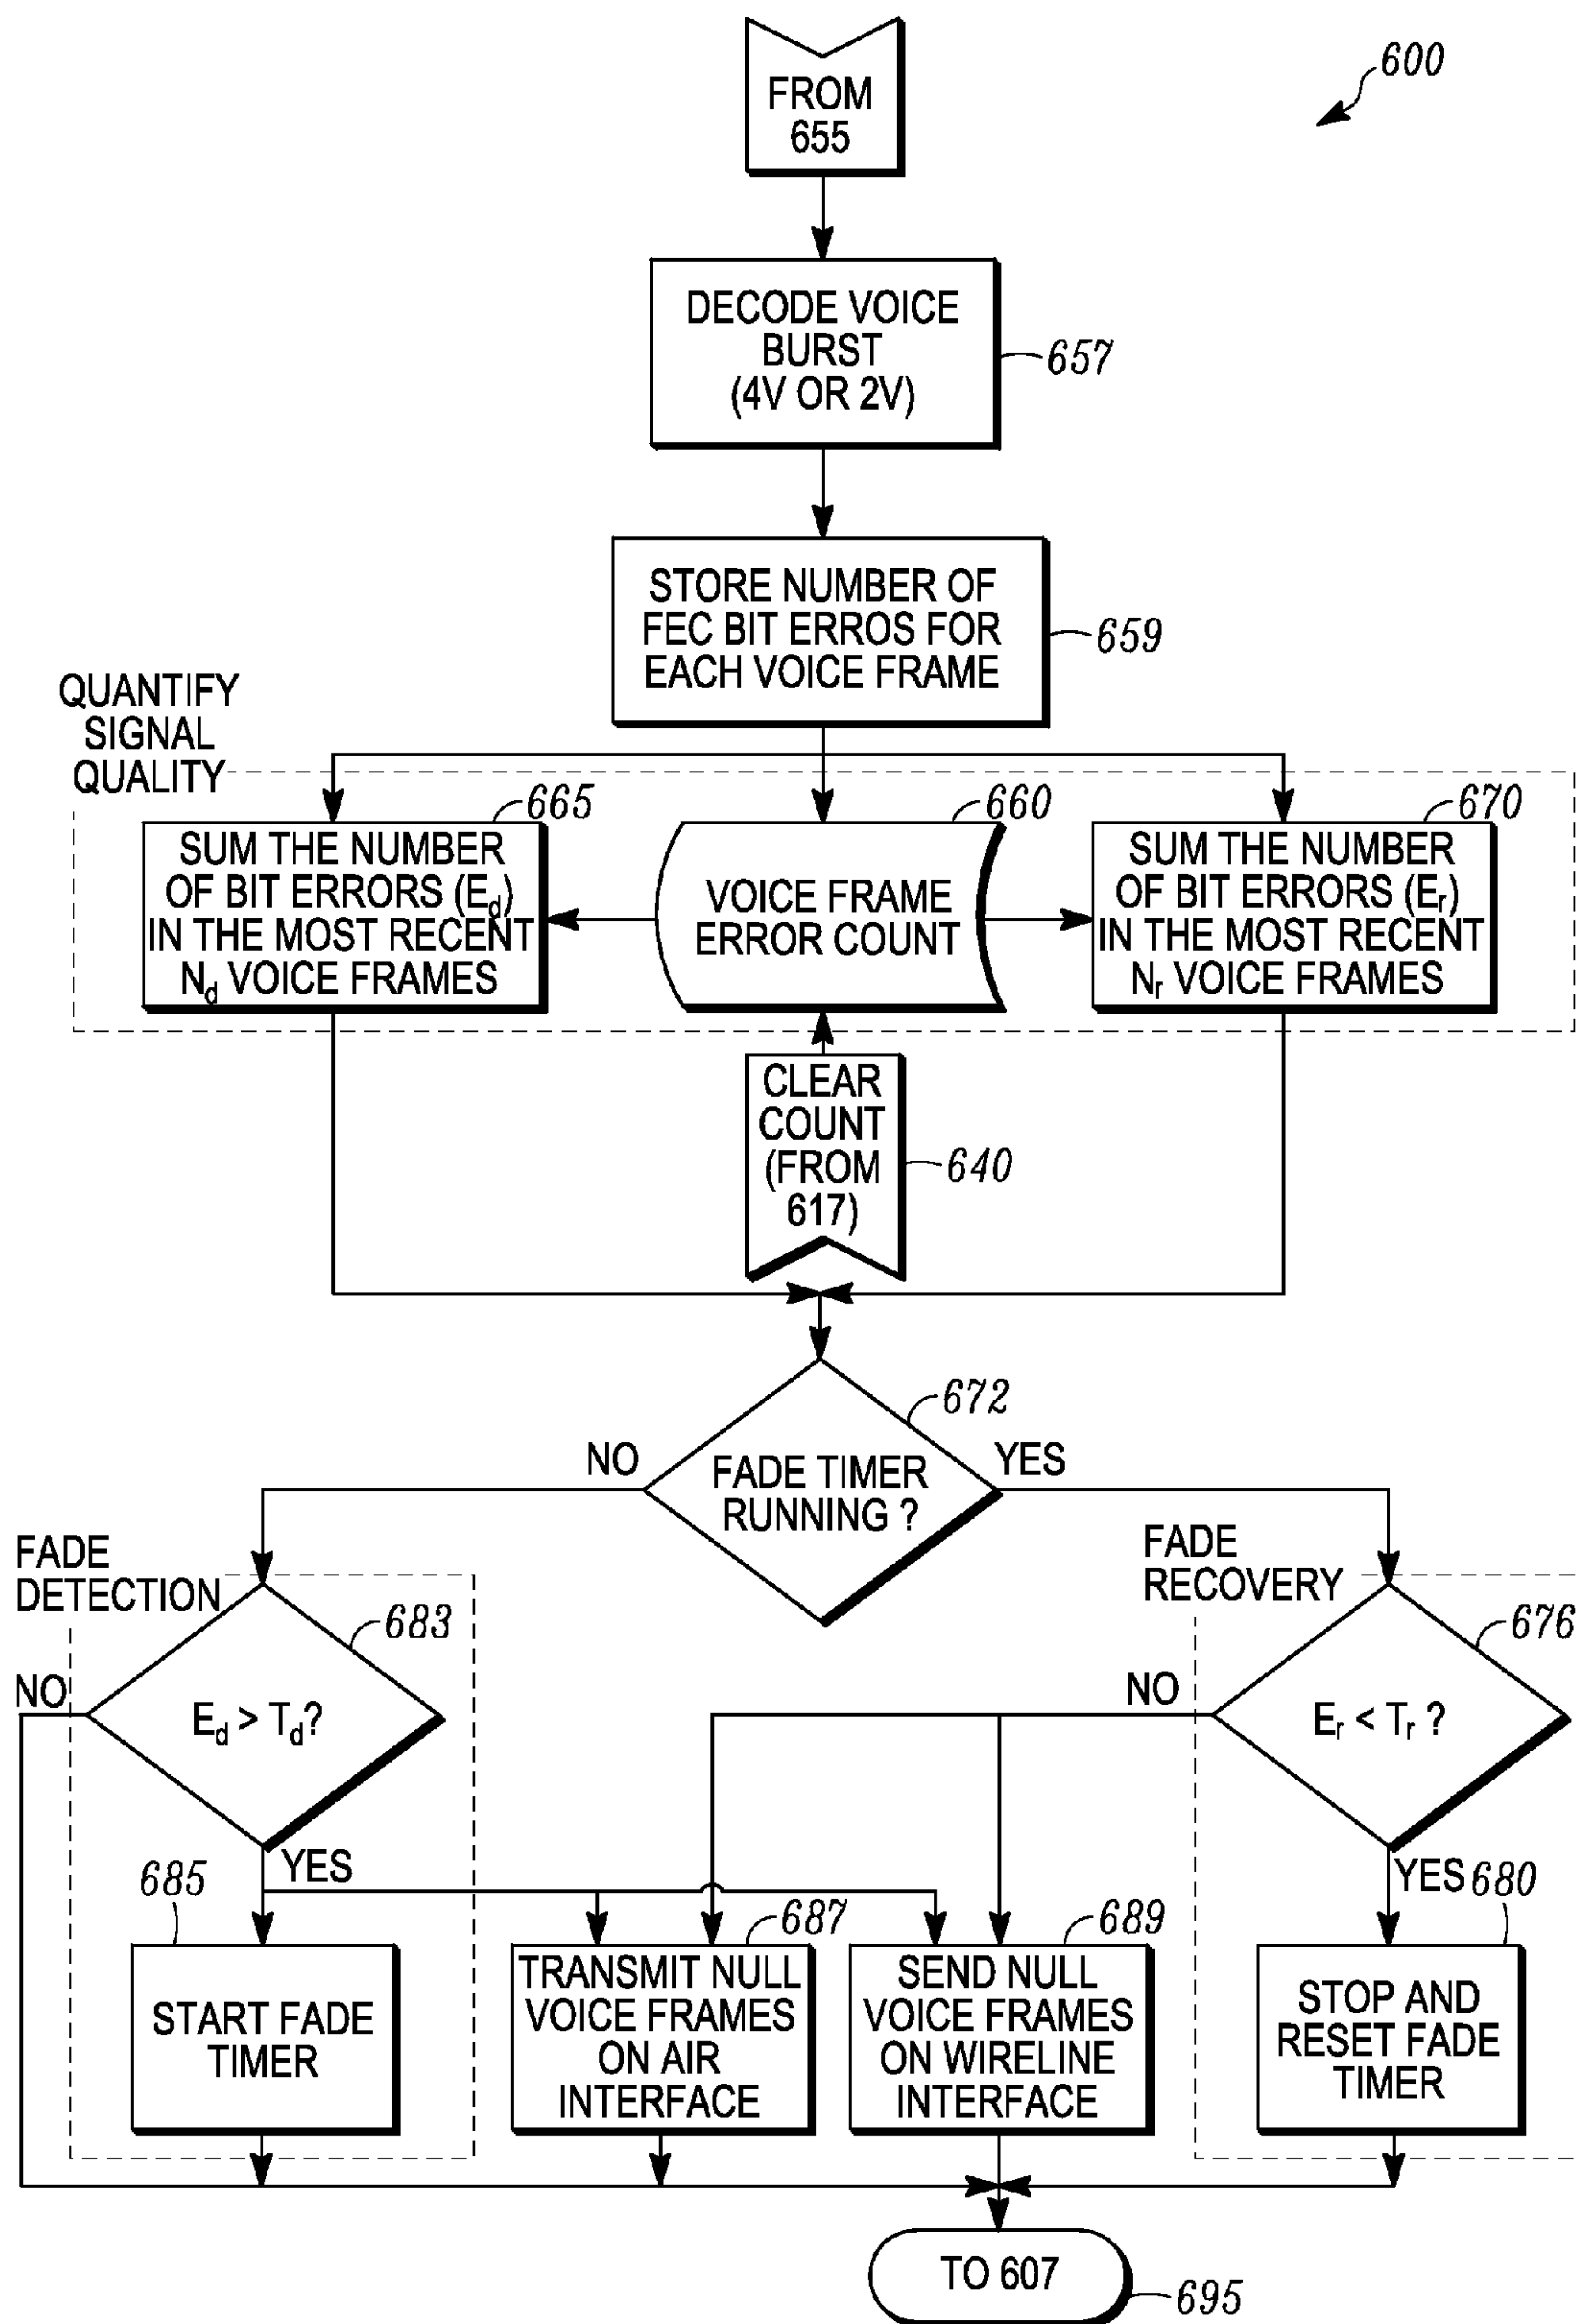 600
FROM
655
DECODE VOICE
BURST
(4V OR 2V)
657
STORE NUMBER OF
FEC BIT ERROS FOR
EACH VOICE FRAME
659
QUANTIFY
SIGNAL
QUALITY
665
660
670
SUM THE NUMBER
OF BIT ERRORS (Ed)
IN THE MOST RECENT
Nd VOICE FRAMES
VOICE FRAME
ERROR COUNT
SUM THE NUMBER
OF BIT ERRORS (Er)
IN THE MOST RECENT
Nr VOICE FRAMES
CLEAR
COUNT
(FROM
617)
640
672
NO
YES
FADE TIMER
RUNNING ?
FADE
DETECTION
FADE
RECOVERY
683
676
NO
Ed > Td?
NO
Er < Tr ?
YES
YES
685
687
689
680
START FADE
TIMER
TRANSMIT NULL
VOICE FRAMES
ON AIR
INTERFACE
SEND NULL
VOICE FRAMES
ON WIRELINE
INTERFACE
STOP AND
RESET FADE
TIMER
TO 607
695